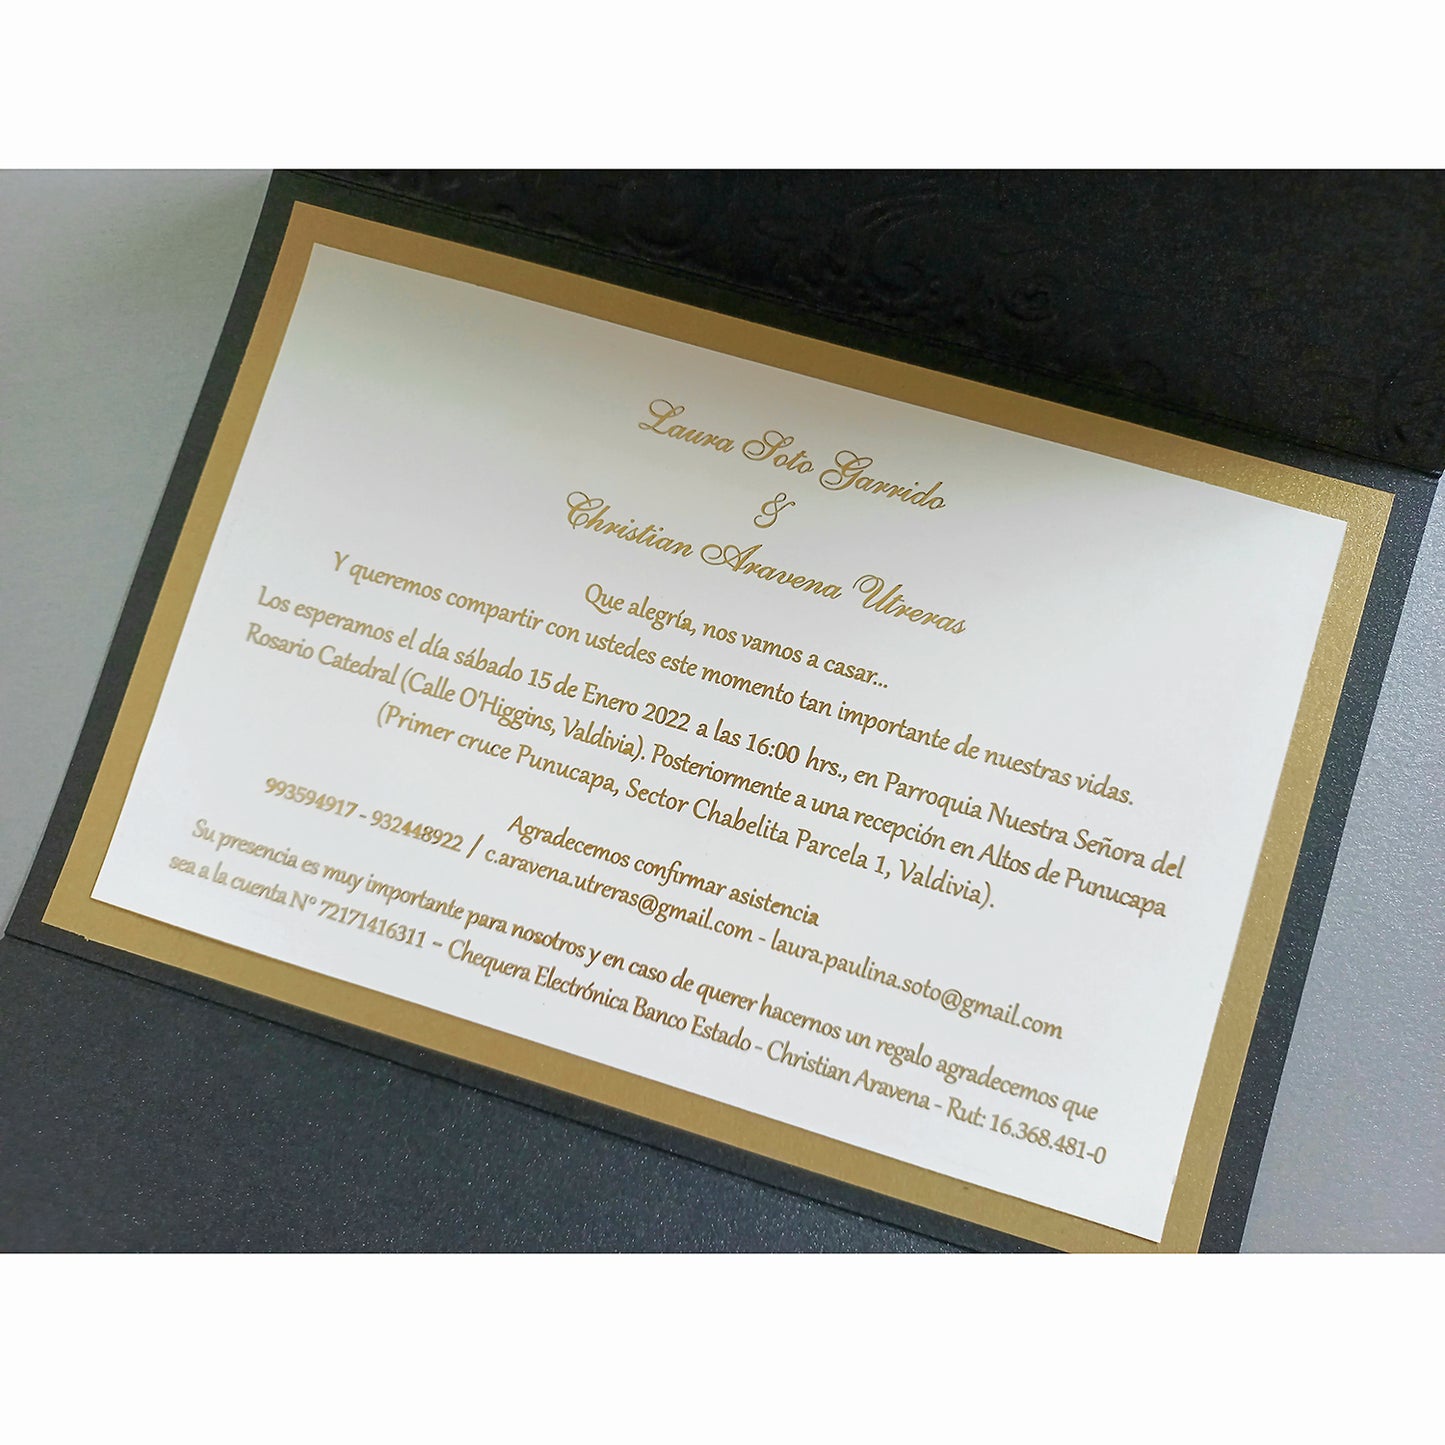 Laura Soto Garrido
&
Christian Aravena Utreras
Que alegría, nos vamos a casar...
Y queremos compartir con ustedes este momento tan importante de nuestras vidas.
Los esperamos el día sábado 15 de Enero 2022 a las 16:00 hrs., en Parroquia Nuestra Señora del
Rosario Catedral (Calle O'Higgins, Valdivia). Posteriormente a una recepción en Altos de Punucapa
(Primer cruce Punucapa, Sector Chabelita Parcela 1, Valdivia).
Agradecemos confirmar asistencia
993594917 - 932448922 / c.aravena.utreras@gmail.com - laura.paulina.soto@gmail.com
Su presencia es muy importante para nosotros y en caso de querer hacernos un regalo agradecemos que
sea a la cuenta N° 72171416311 - Chequera Electrónica Banco Estado - Christian Aravena - Rut: 16.368.481-0